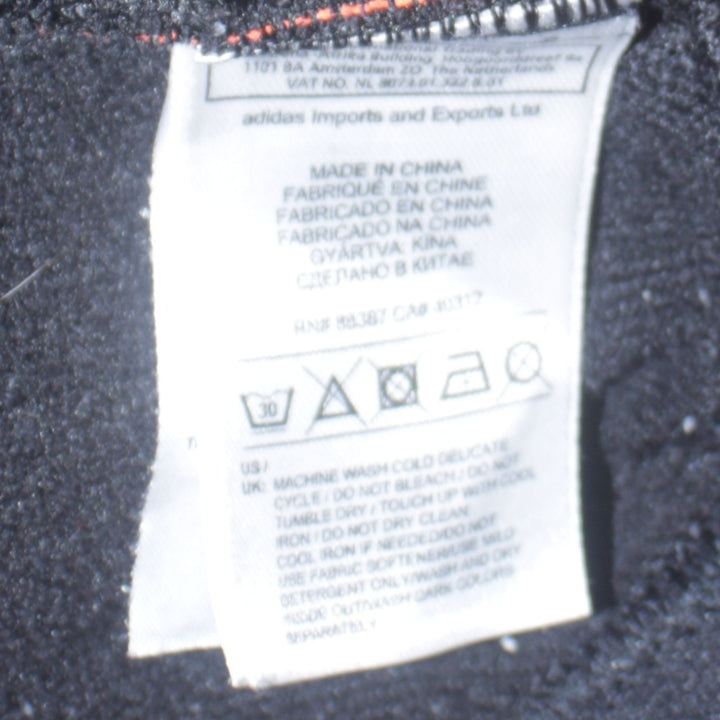 1101 BA Amsterdam ZO The Netherlands
VAT NO. NL
adidas Imports and Exports Ltd
MADE IN CHINA
FABRIQUÉ EN CHINE
FABRICADO EN CHINA
FABRICADO NA CHINA
GYÁRTVA: KÍNA
СДЕЛАНО В КИТАЕ
RN# 88387 CA# 40312
30
US /
UK: MACHINE WASH COLD DELICATE
CYCLE / DO NOT BLEACH / DO NOT
TUMBLE DRY / TOUCH UP WITH COOL
IRON / DO NOT DRY CLEAN
COOL IRON IF NEEDED/DO NOT
USE FABRIC SOFTENER/USE MILD
DETERGENT ONLY/WASH AND DRY
INSIDE OUT/WASH DARK COLORS
SEPARATELY